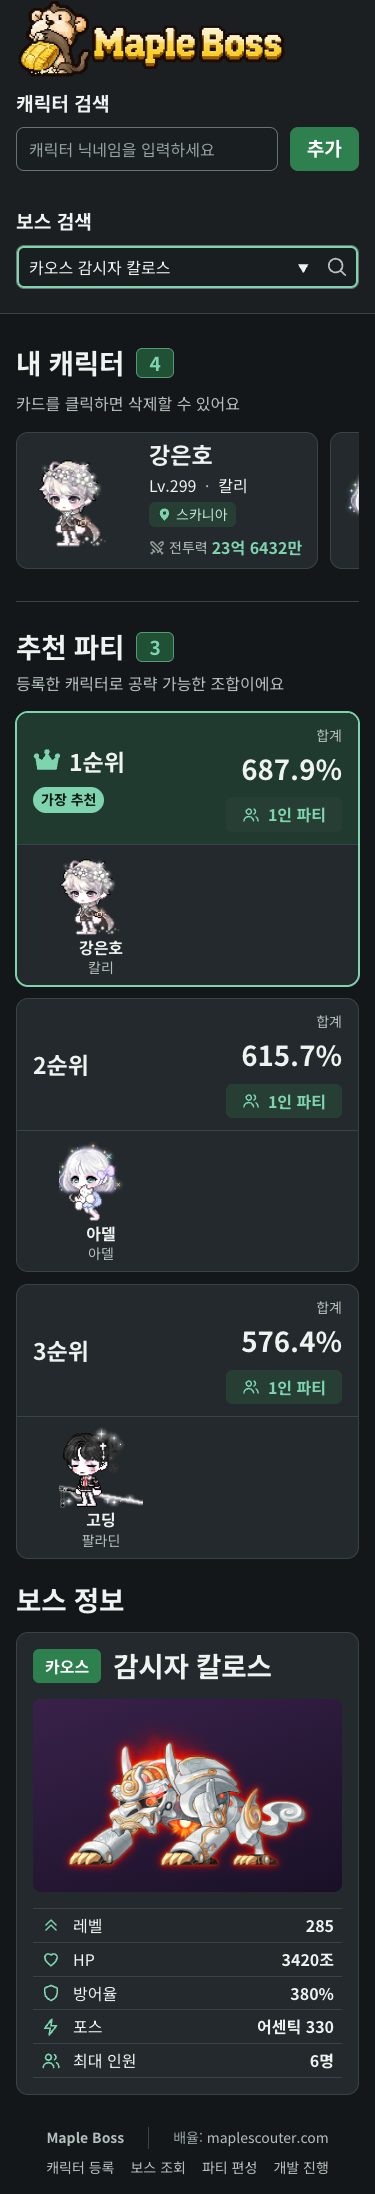 Maple Boss
캐릭터 검색
캐릭터 닉네임을 입력하세요
추가
보스 검색
카오스 감시자 칼로스
내 캐릭터 4
카드를 클릭하면 삭제할 수 있어요
강은호
Lv.299 · 칼리
스카니아
전투력 23억 6432만
추천 파티 3
등록한 캐릭터로 공략 가능한 조합이에요
1순위
가장 추천
합계
687.9%
1인 파티
강은호
칼리
2순위
합계
615.7%
1인 파티
아델
아델
3순위
합계
576.4%
1인 파티
고딩
팔라딘
보스 정보
카오스 감시자 칼로스
레벨 285
HP 3420조
방어율 380%
포스 어센틱 330
최대 인원 6명
Maple Boss 배율: maplescouter.com
캐릭터 등록 보스 조회 파티 편성 개발 진행